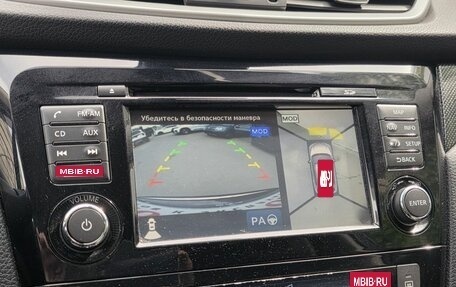 FM-AM
CD
AUX
MBIB·RU
VOLUME
Убедитесь в безопасности маневра
MOD
PA
MOD
MAP
NAV
INFO
SETUP
BACK
ENTER
MBIB·RU